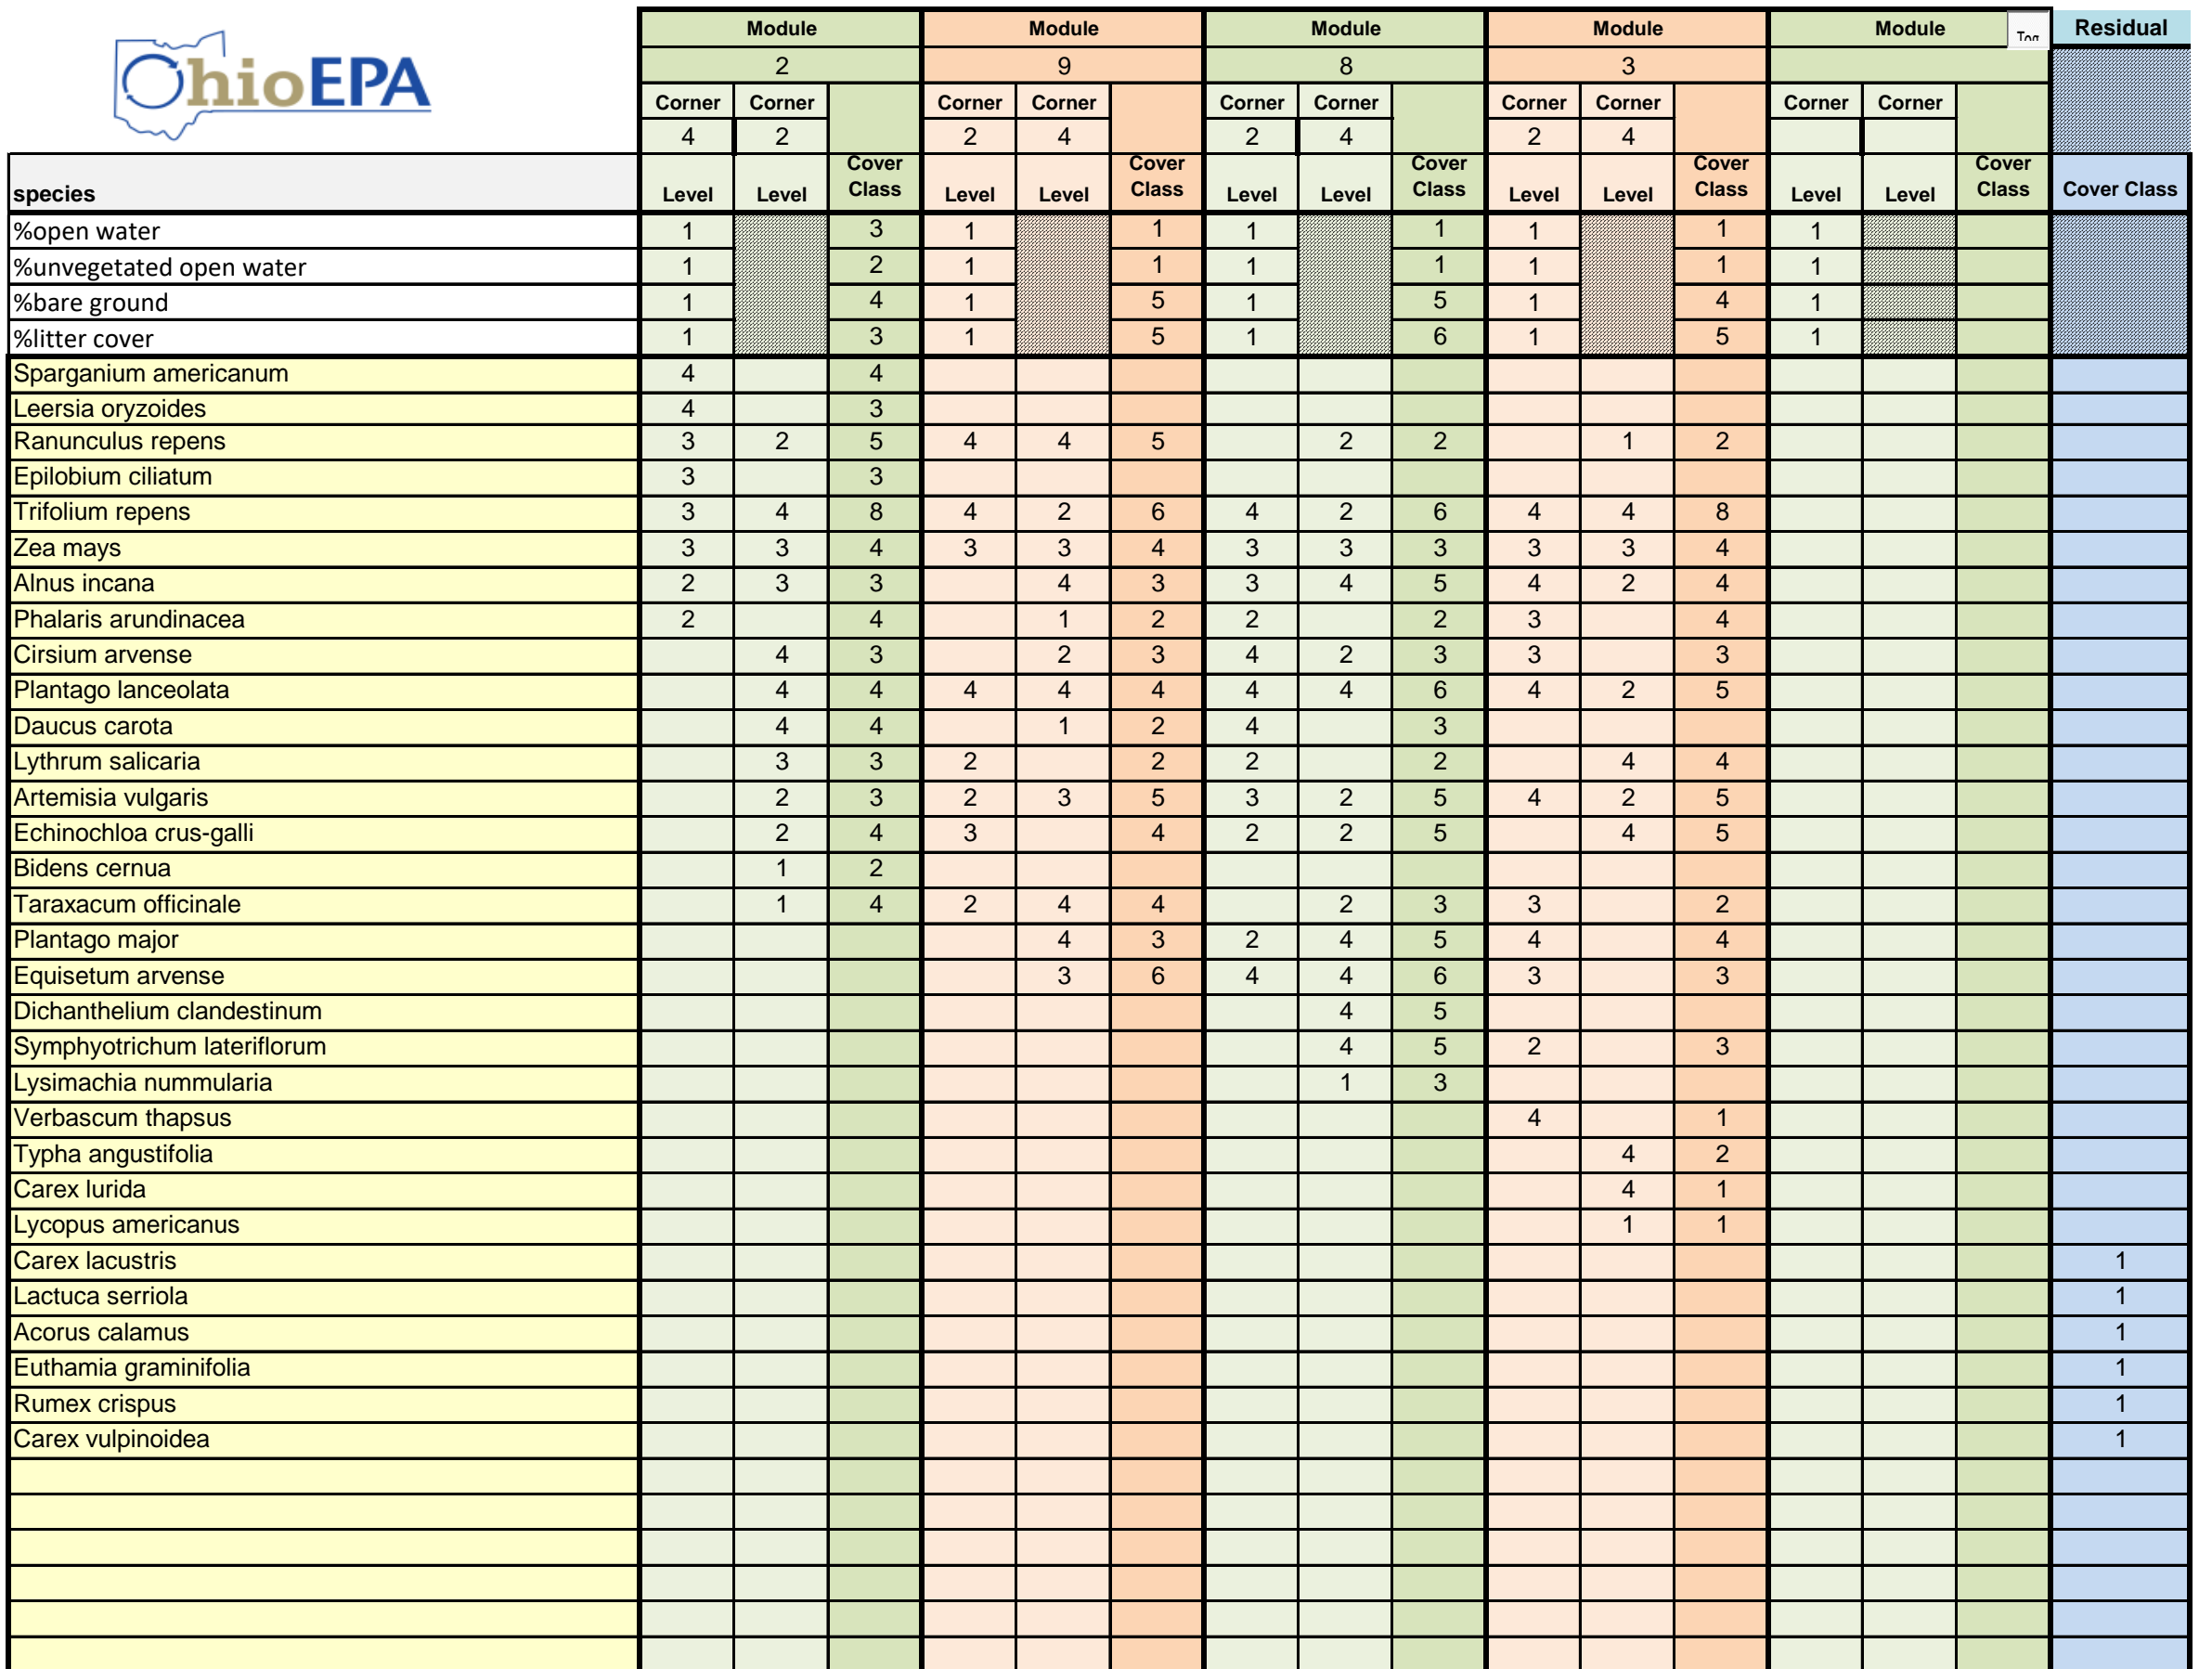 OhioEPA
Module Module Module Module Module Residual
2 9 8 3
Corner Corner Corner Corner Corner Corner Corner Corner Corner Corner
4 2 2 4 2 4 2 4
species Level Level Cover Class Level Level Cover Class Level Level Cover Class Level Level Cover Class Level Level Cover Class Cover Class
%open water 1 3 1 1 1 1 1 1 1
%unvegetated open water 1 2 1 1 1 1 1 1 1
%bare ground 1 4 1 5 1 5 1 4 1
%litter cover 1 3 1 5 1 6 1 5 1
Sparganium americanum 4 4
Leersia oryzoides 4 3
Ranunculus repens 3 2 5 4 4 5 2 2 1 2
Epilobium ciliatum 3 3
Trifolium repens 3 4 8 4 2 6 4 2 6 4 4 8
Zea mays 3 3 4 3 3 4 3 3 3 3 3 4
Alnus incana 2 3 3 4 3 3 4 5 4 2 4
Phalaris arundinacea 2 4 1 2 2 2 3 4
Cirsium arvense 4 3 2 3 4 2 3 3 3
Plantago lanceolata 4 4 4 4 4 4 4 6 4 2 5
Daucus carota 4 4 1 2 4 3
Lythrum salicaria 3 3 2 2 2 2 4 4
Artemisia vulgaris 2 3 2 3 5 3 2 5 4 2 5
Echinochloa crus-galli 2 4 3 4 2 2 5 4 5
Bidens cernua 1 2
Taraxacum officinale 1 4 2 4 4 2 3 3 2
Plantago major 4 3 2 4 5 4 4
Equisetum arvense 3 6 4 4 6 3 3
Dichanthelium clandestinum 4 5
Symphyotrichum lateriflorum 4 5 2 3
Lysimachia nummularia 1 3
Verbascum thapsus 4 1
Typha angustifolia 4 2
Carex lurida 4 1
Lycopus americanus 1 1
Carex lacustris 1
Lactuca serriola 1
Acorus calamus 1
Euthamia graminifolia 1
Rumex crispus 1
Carex vulpinoidea 1